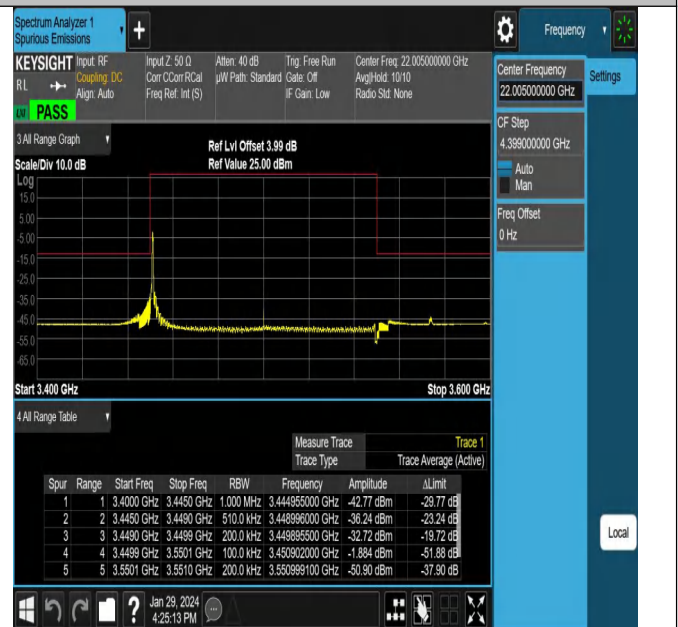 Spectrum Analyzer 1
Spurious Emissions
Frequency
KEYSIGHT
RL
Input: RF
Coupling: DC
Align: Auto
Input Z: 50 Ω
Corr CCorr RCal
Freq Ref: Int (S)
Atten: 40 dB
µW Path: Standard
Trig: Free Run
Gate: Off
IF Gain: Low
Center Freq: 22.005000000 GHz
Avg|Hold: 10/10
Radio Std: None
PASS
Center Frequency
22.005000000 GHz
Settings
CF Step
4.399000000 GHz
Auto
Man
Freq Offset
0 Hz
3 All Range Graph
Scale/Div 10.0 dB
Ref Lvl Offset 3.99 dB
Ref Value 25.00 dBm
Log
15.0
5.00
-5.00
-15.0
-25.0
-35.0
-45.0
-55.0
-65.0
Start 3.400 GHz
Stop 3.600 GHz
4 All Range Table
Measure Trace Trace 1
Trace Type Trace Average (Active)
Spur Range Start Freq Stop Freq RBW Frequency Amplitude ΔLimit
1 1 3.4000 GHz 3.4450 GHz 1.000 MHz 3.444955000 GHz -42.77 dBm -29.77 dB
2 2 3.4450 GHz 3.4490 GHz 510.0 kHz 3.448996000 GHz -36.24 dBm -23.24 dB
3 3 3.4490 GHz 3.4499 GHz 200.0 kHz 3.449895500 GHz -32.72 dBm -19.72 dB
4 4 3.4499 GHz 3.5501 GHz 100.0 kHz 3.450902000 GHz -1.884 dBm -51.88 dB
5 5 3.5501 GHz 3.5510 GHz 200.0 kHz 3.550999100 GHz -50.90 dBm -37.90 dB
Local
Jan 29, 2024
4:25:13 PM